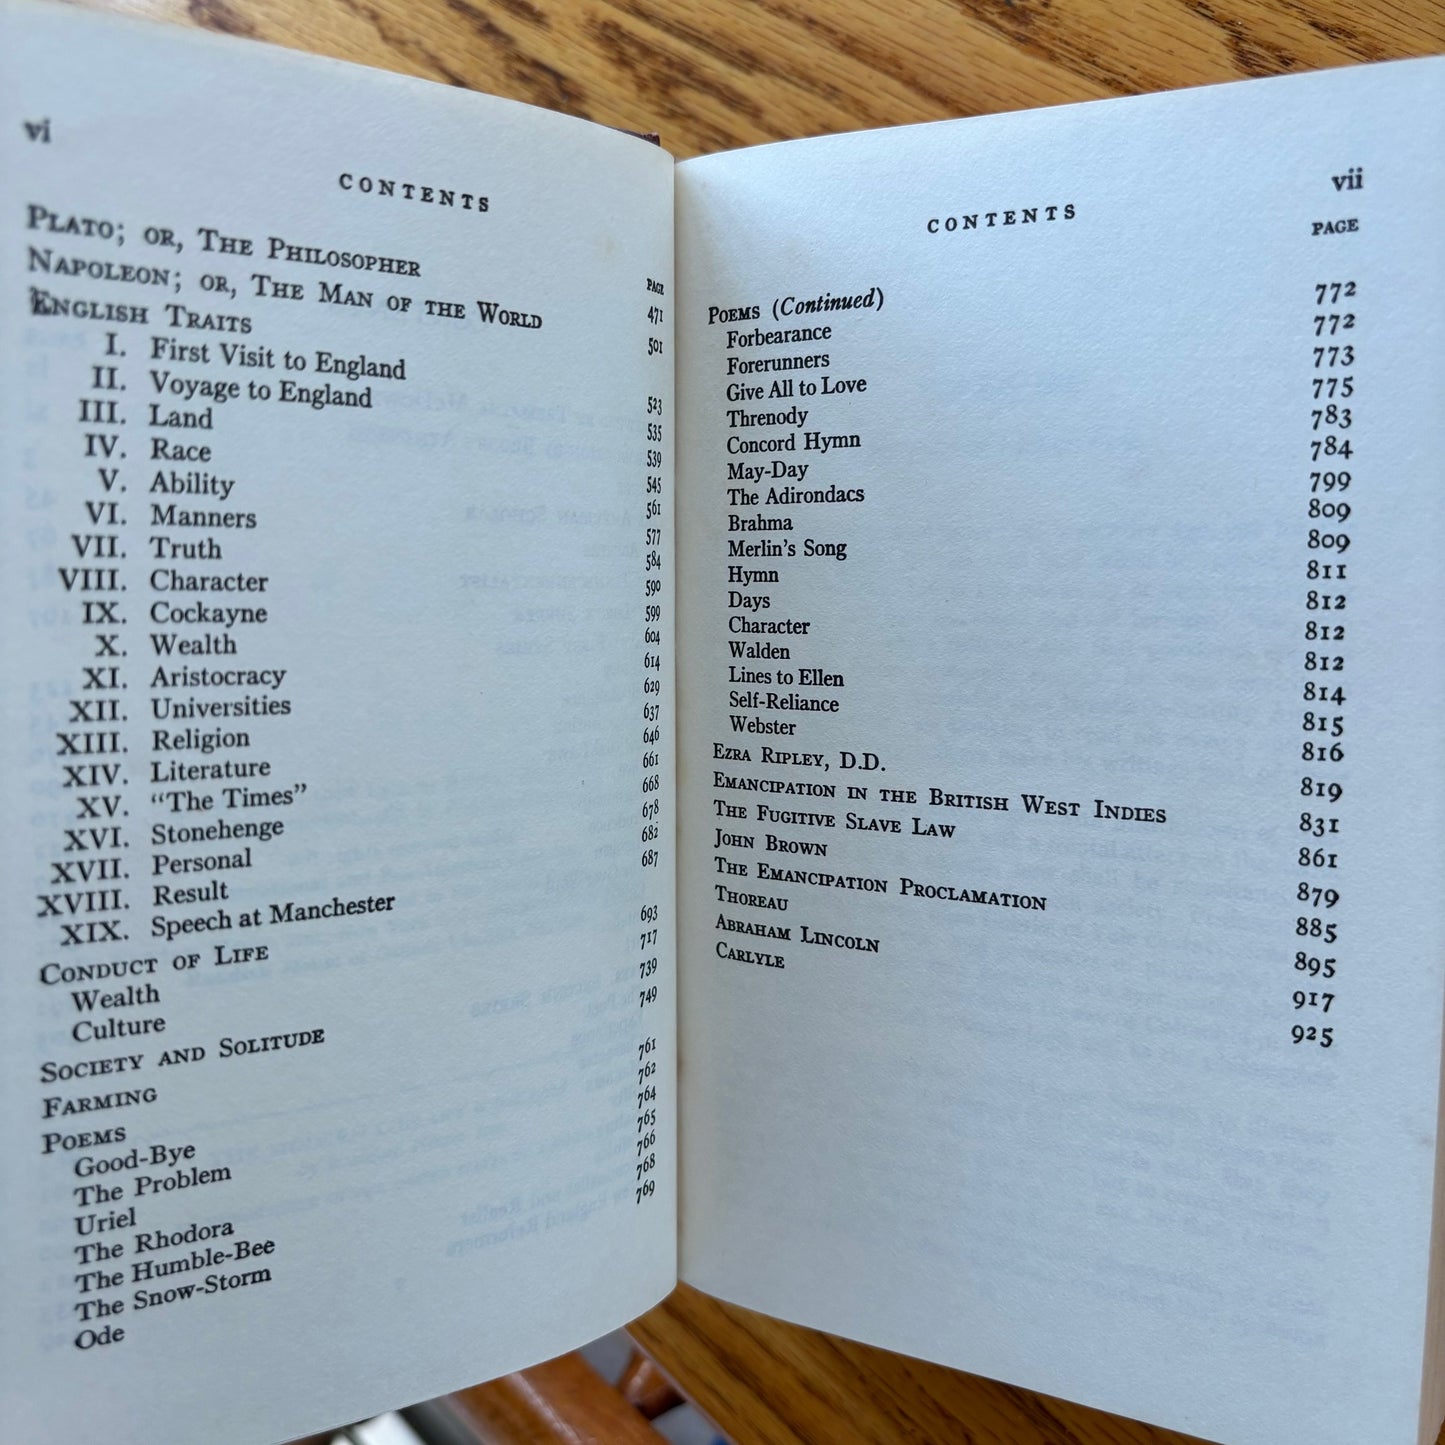 vi
CONTENTS
PAGE
PLATO; OR, THE PHILOSOPHER 471
NAPOLEON; OR, THE MAN OF THE WORLD 501
ENGLISH TRAITS
I. First Visit to England 523
II. Voyage to England 535
III. Land 539
IV. Race 545
V. Ability 561
VI. Manners 577
VII. Truth 584
VIII. Character 590
IX. Cockayne 599
X. Wealth 604
XI. Aristocracy 614
XII. Universities 629
XIII. Religion 637
XIV. Literature 646
XV. "The Times" 661
XVI. Stonehenge 668
XVII. Personal 678
XVIII. Result 682
XIX. Speech at Manchester 687
CONDUCT OF LIFE
Wealth 693
Culture 717
SOCIETY AND SOLITUDE 739
FARMING 749
POEMS
Good-Bye 761
The Problem 762
Uriel 764
The Rhodora 765
The Humble-Bee 766
The Snow-Storm 768
Ode 769
vii
CONTENTS
PAGE
POEMS (Continued)
Forbearance 772
Forerunners 772
Give All to Love 773
Threnody 775
Concord Hymn 783
May-Day 784
The Adirondacs 799
Brahma 809
Merlin's Song 809
Hymn 811
Days 812
Character 812
Walden 812
Lines to Ellen 814
Self-Reliance 815
Webster 816
EZRA RIPLEY, D.D. 819
EMANCIPATION IN THE BRITISH WEST INDIES 831
THE FUGITIVE SLAVE LAW 861
JOHN BROWN 879
THE EMANCIPATION PROCLAMATION 885
THOREAU 895
ABRAHAM LINCOLN 917
CARLYLE 925